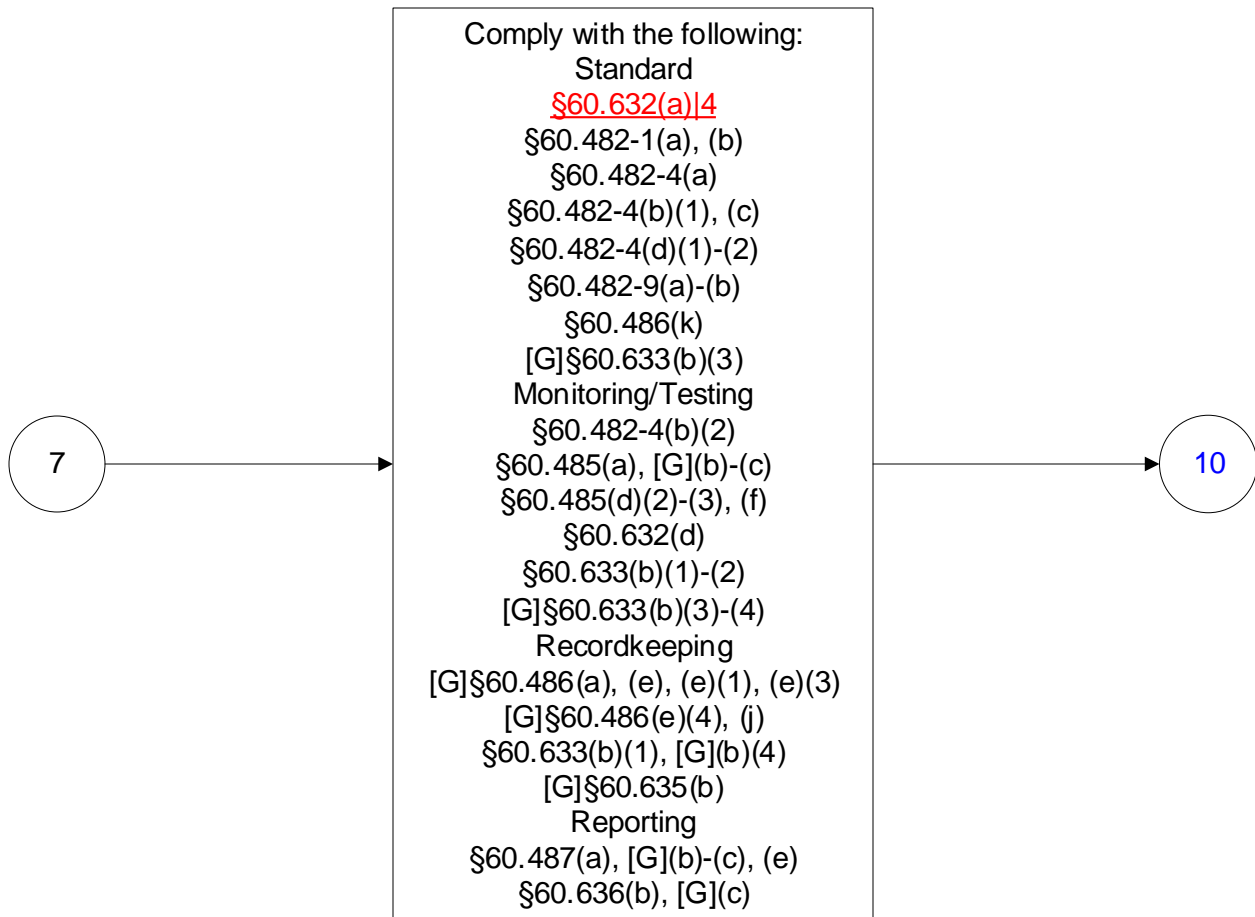 Comply with the following:
Standard
§60.632(a)|4
§60.482-1(a), (b)
§60.482-4(a)
§60.482-4(b)(1), (c)
§60.482-4(d)(1)-(2)
§60.482-9(a)-(b)
§60.486(k)
[G]§60.633(b)(3)
Monitoring/Testing
§60.482-4(b)(2)
§60.485(a), [G](b)-(c)
§60.485(d)(2)-(3), (f)
§60.632(d)
§60.633(b)(1)-(2)
[G]§60.633(b)(3)-(4)
Recordkeeping
[G]§60.486(a), (e), (e)(1), (e)(3)
[G]§60.486(e)(4), (j)
§60.633(b)(1), [G](b)(4)
[G]§60.635(b)
Reporting
§60.487(a), [G](b)-(c), (e)
§60.636(b), [G](c)
7
10